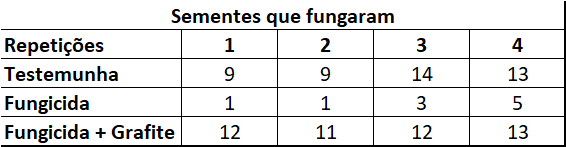 Sementes que fungaram
Repetições 1 2 3 4
Testemunha 9 9 14 13
Fungicida 1 1 3 5
Fungicida + Grafite 12 11 12 13